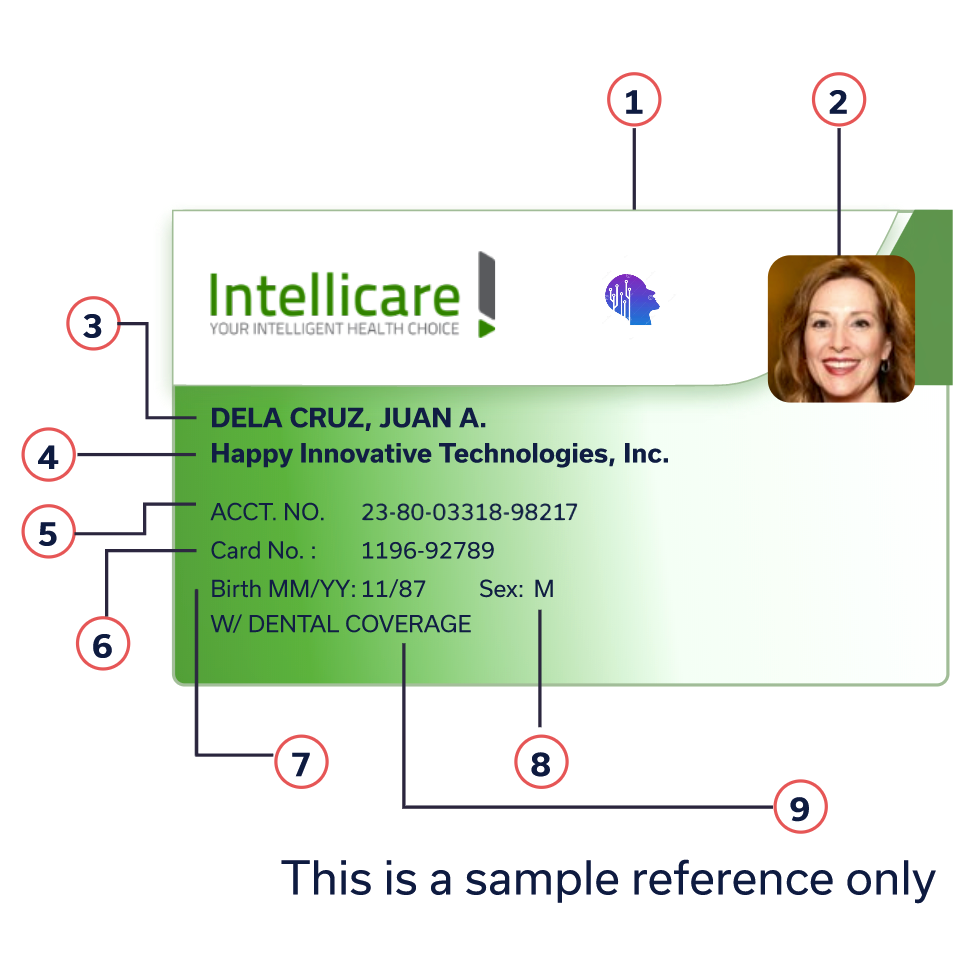 1
2
Intellicare
YOUR INTELLIGENT HEALTH CHOICE
3
DELA CRUZ, JUAN A.
4
Happy Innovative Technologies, Inc.
5
ACCT. NO. 23-80-03318-98217
Card No. : 1196-92789
6
Birth MM/YY: 11/87 Sex: M
W/ DENTAL COVERAGE
7
8
9
This is a sample reference only